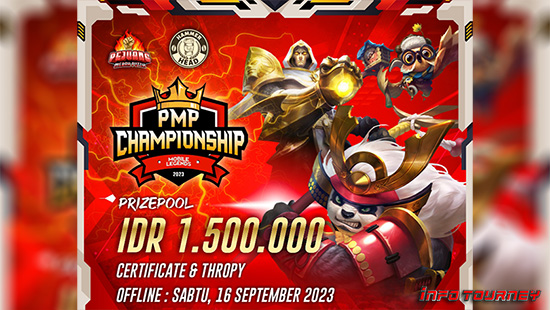 PEJUANG
HAMMER
HEAD
PMP
CHAMPIONSHIP
MOBILE
LEGENDS
2023
PRIZEPOOL
IDR 1.500.000
CERTIFICATE & THROPY
OFFLINE : SABTU, 16 SEPTEMBER 2023
INFOTOURNEY